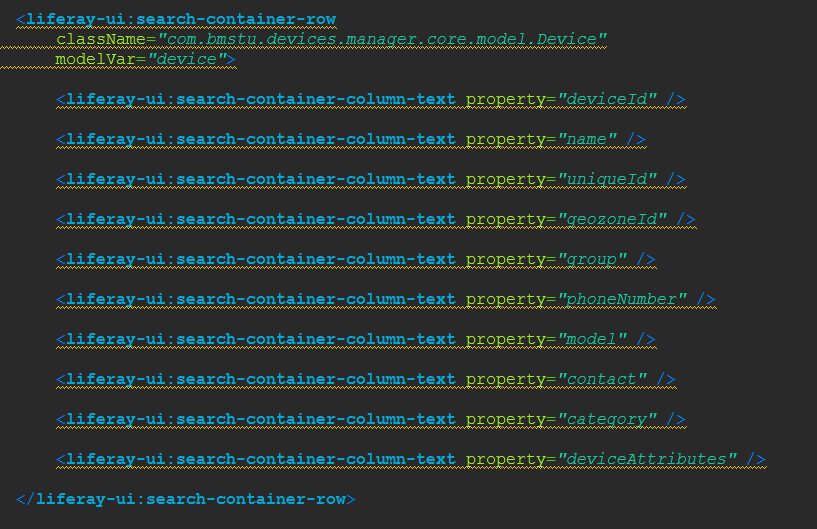 <liferay-ui:search-container-row
className="com.bmstu.devices.manager.core.model.Device"
modelVar="device">
<liferay-ui:search-container-column-text property="deviceId" />
<liferay-ui:search-container-column-text property="name" />
<liferay-ui:search-container-column-text property="uniqueId" />
<liferay-ui:search-container-column-text property="geozoneId" />
<liferay-ui:search-container-column-text property="group" />
<liferay-ui:search-container-column-text property="phoneNumber" />
<liferay-ui:search-container-column-text property="model" />
<liferay-ui:search-container-column-text property="contact" />
<liferay-ui:search-container-column-text property="category" />
<liferay-ui:search-container-column-text property="deviceAttributes" />
</liferay-ui:search-container-row>